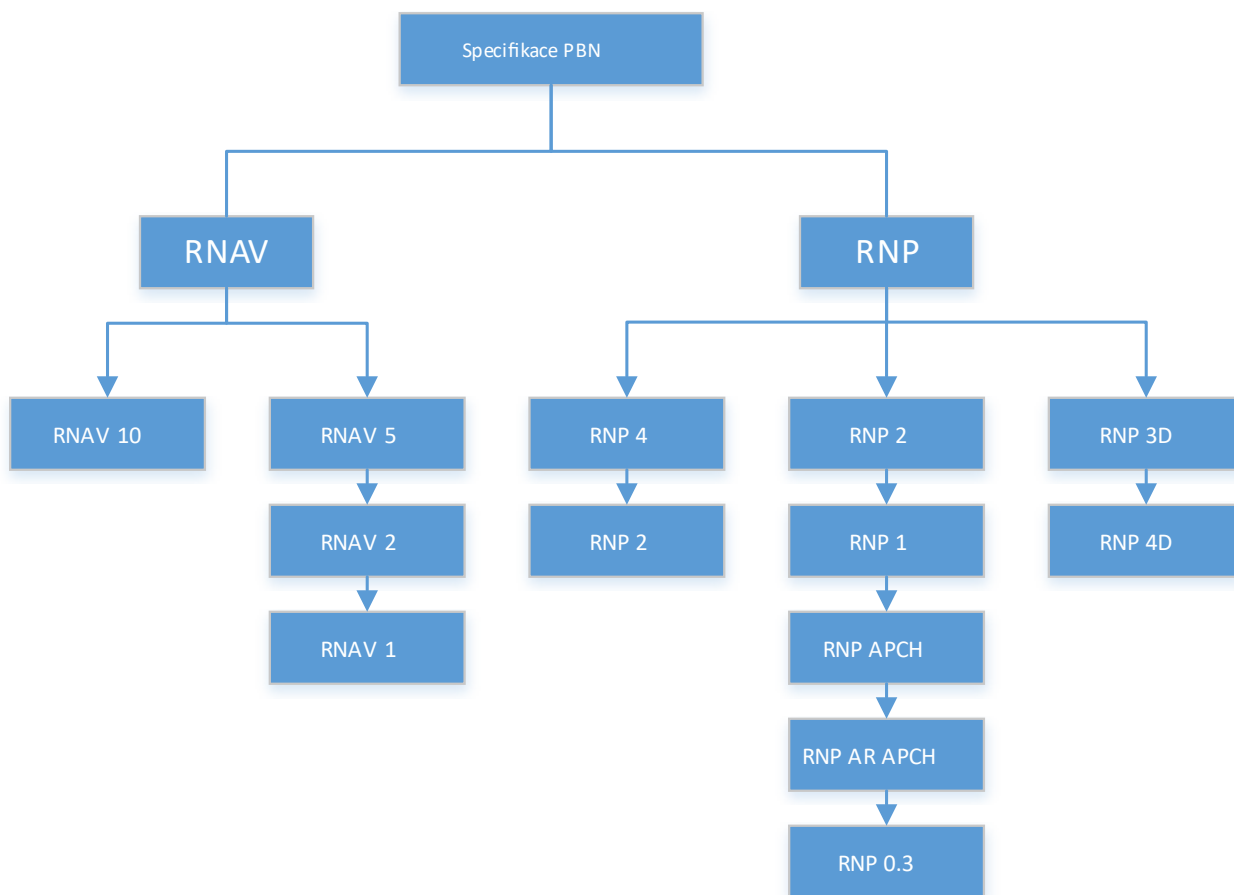 Specifikace PBN
RNAV
RNP
RNAV 10
RNAV 5
RNP 4
RNP 2
RNP 3D
RNAV 2
RNP 2
RNP 1
RNP 4D
RNAV 1
RNP APCH
RNP AR APCH
RNP 0.3